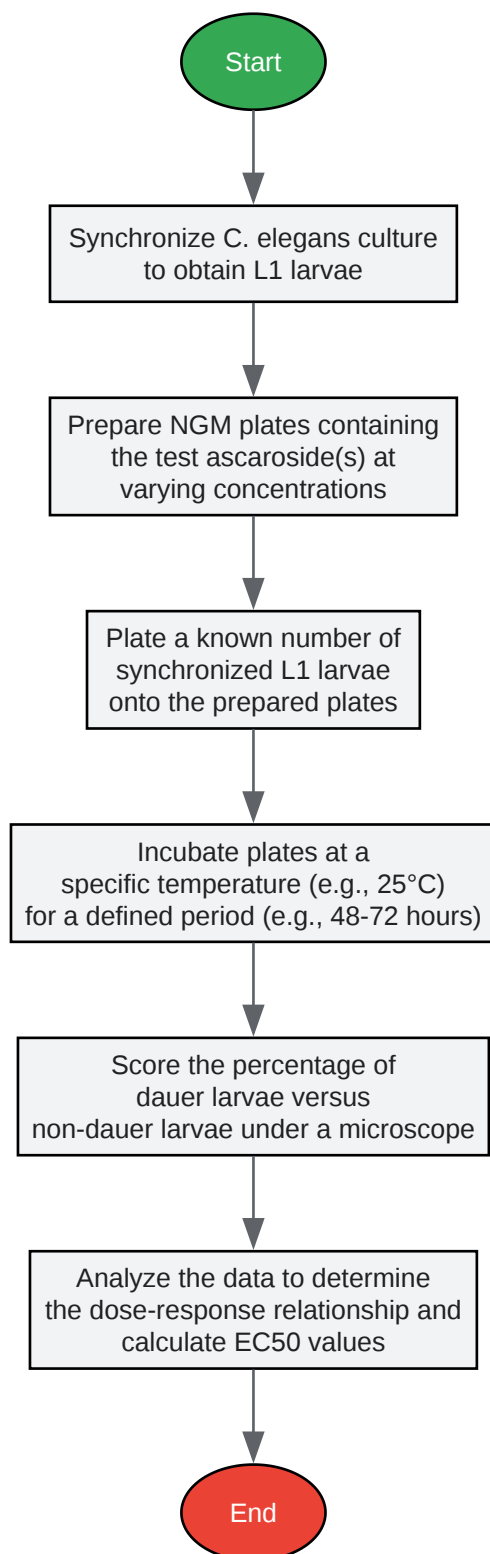 Start
Synchronize C. elegans culture
to obtain L1 larvae
Prepare NGM plates containing
the test ascaroside(s) at
varying concentrations
Plate a known number of
synchronized L1 larvae
onto the prepared plates
Incubate plates at a
specific temperature (e.g., 25°C)
for a defined period (e.g., 48-72 hours)
Score the percentage of
dauer larvae versus
non-dauer larvae under a microscope
Analyze the data to determine
the dose-response relationship and
calculate EC50 values
End